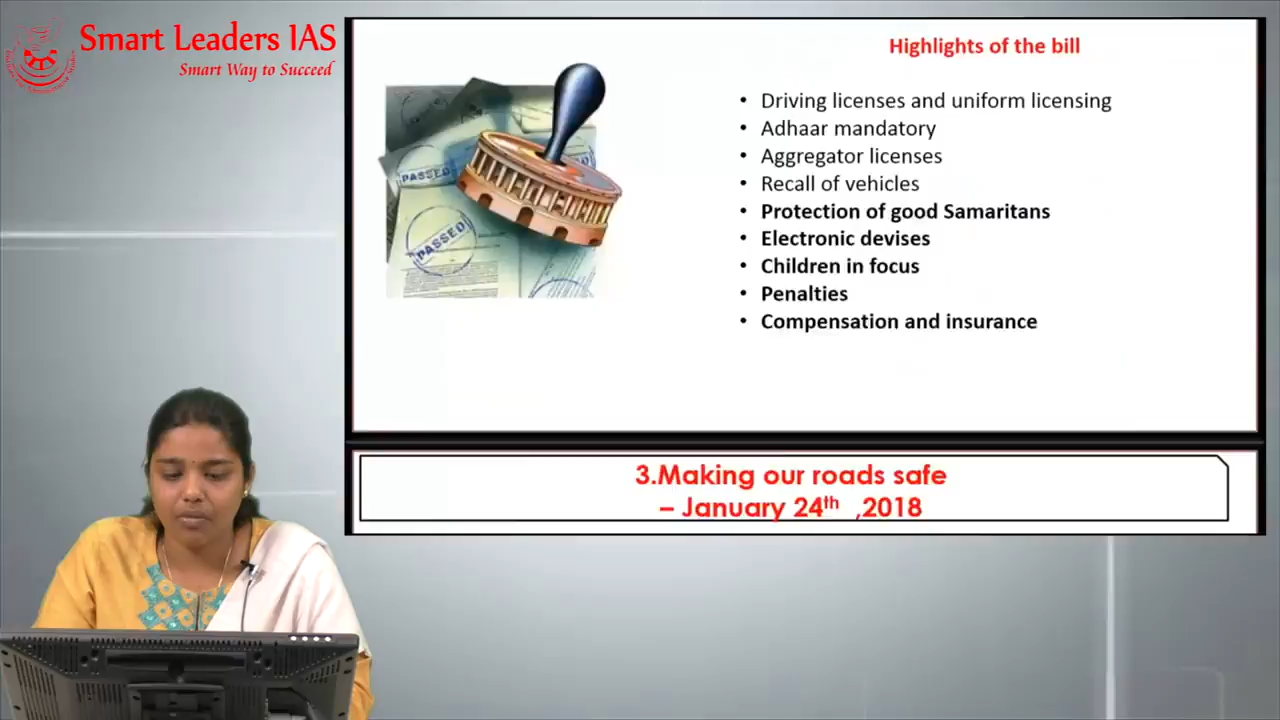 Smart Leaders IAS
Smart Way to Succeed
Highlights of the bill
• Driving licenses and uniform licensing
• Adhaar mandatory
• Aggregator licenses
• Recall of vehicles
• Protection of good Samaritans
• Electronic devises
• Children in focus
• Penalties
• Compensation and insurance
PASSED
PASSED
3.Making our roads safe
– January 24th ,2018